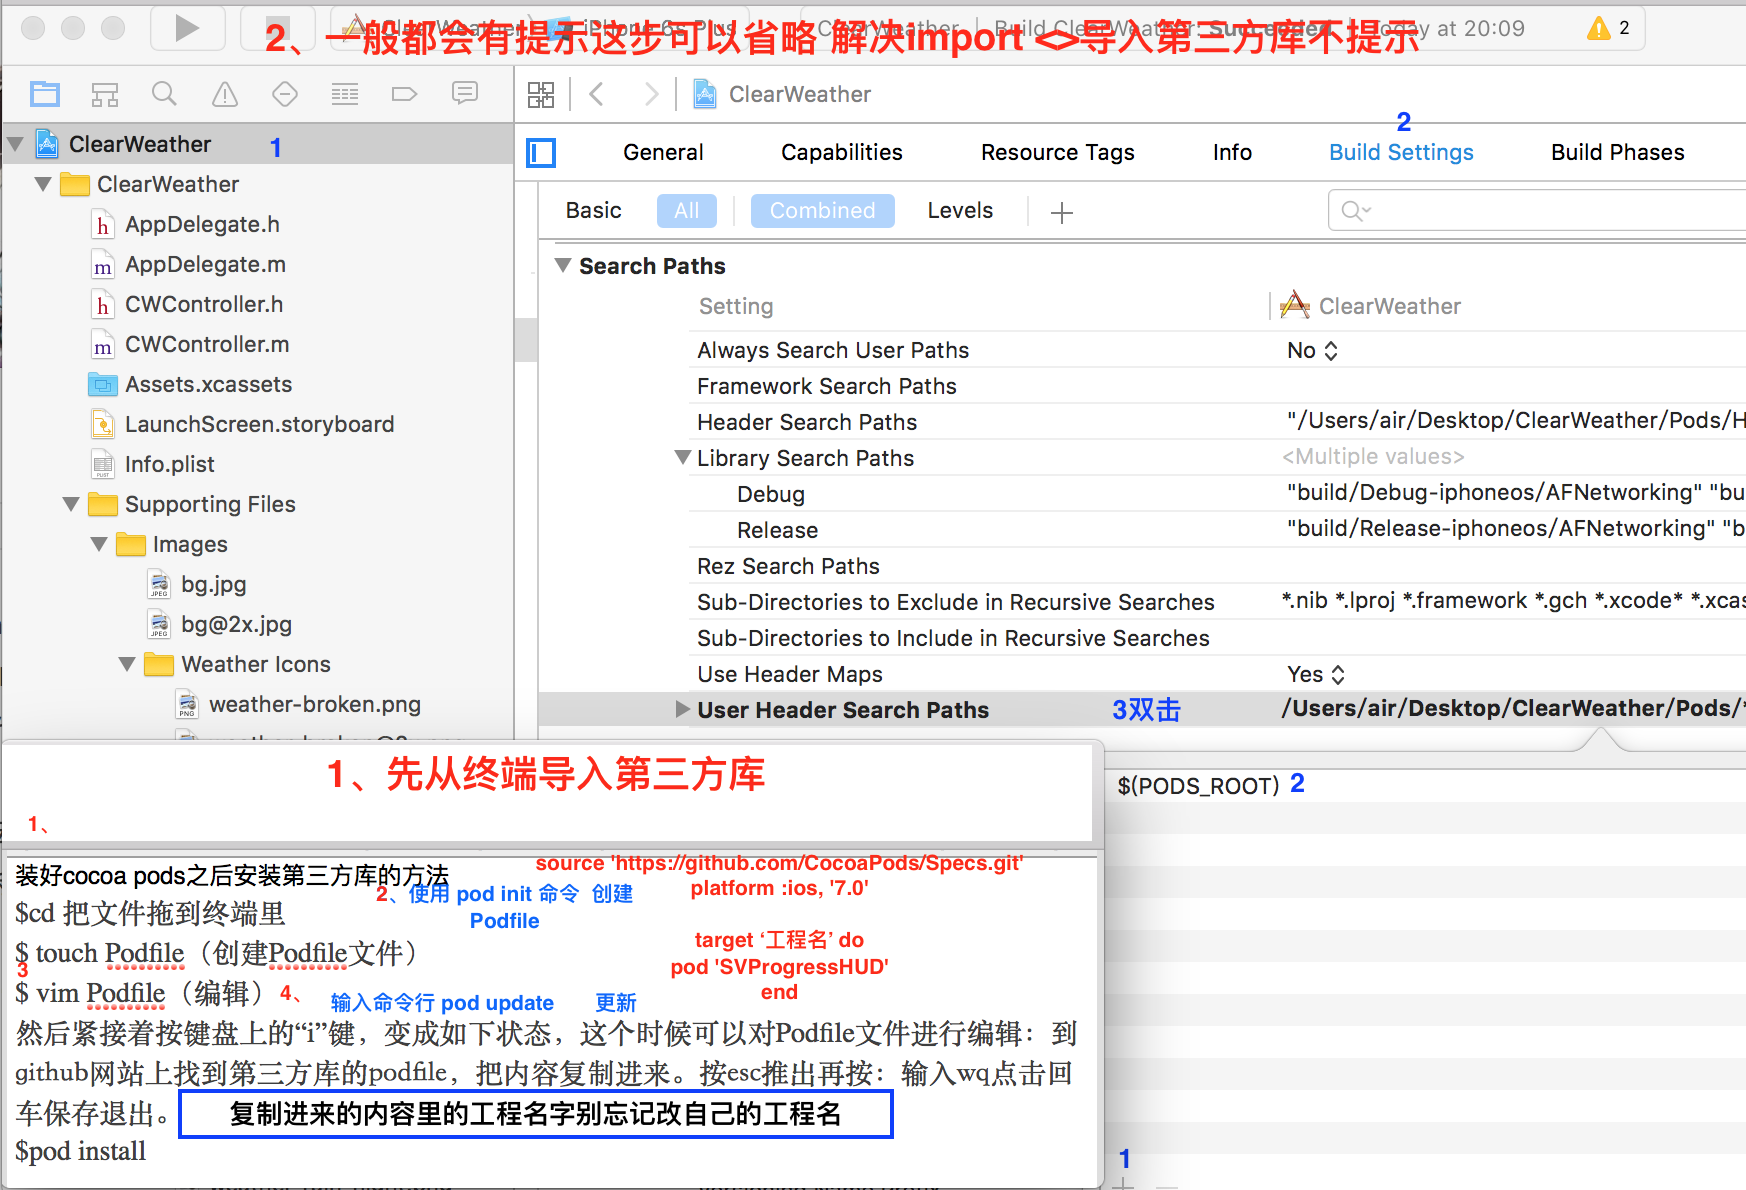 2、一般都会有提示这步可以省略 解决import <>导入第三方库不提示
ClearWeather
iPhone 6s Plus
ClearWeather | Build ClearWeather: Succeeded | Today at 20:09
2
ClearWeather
ClearWeather 1
2
General Capabilities Resource Tags Info Build Settings Build Phases
ClearWeather
Basic All Combined Levels
AppDelegate.h
AppDelegate.m
CWController.h
CWController.m
Assets.xcassets
LaunchScreen.storyboard
Info.plist
Supporting Files
Images
bg.jpg
bg@2x.jpg
Weather Icons
weather-broken.png
Search Paths
Setting ClearWeather
Always Search User Paths No
Framework Search Paths
Header Search Paths "/Users/air/Desktop/ClearWeather/Pods/H
Library Search Paths <Multiple values>
Debug "build/Debug-iphoneos/AFNetworking" "bu
Release "build/Release-iphoneos/AFNetworking" "b
Rez Search Paths
Sub-Directories to Exclude in Recursive Searches *.nib *.lproj *.framework *.gch *.xcode* *.xcas
Sub-Directories to Include in Recursive Searches
Use Header Maps Yes
User Header Search Paths 3双击 /Users/air/Desktop/ClearWeather/Pods/*
$(PODS_ROOT) 2
1
1、先从终端导入第三方库
1、
装好cocoa pods之后安装第三方库的方法
$cd 把文件拖到终端里
2、使用 pod init 命令 创建
Podfile
source 'https://github.com/CocoaPods/Specs.git'
platform :ios, '7.0'
target ‘工程名’ do
pod 'SVProgressHUD'
end
$ touch Podfile（创建Podfile文件）
3
$ vim Podfile（编辑）4、
输入命令行 pod update 更新
然后紧接着按键盘上的“i”键，变成如下状态，这个时候可以对Podfile文件进行编辑：到
github网站上找到第三方库的podfile，把内容复制进来。按esc推出再按：输入wq点击回
车保存退出。
复制进来的内容里的工程名字别忘记改自己的工程名
$pod install